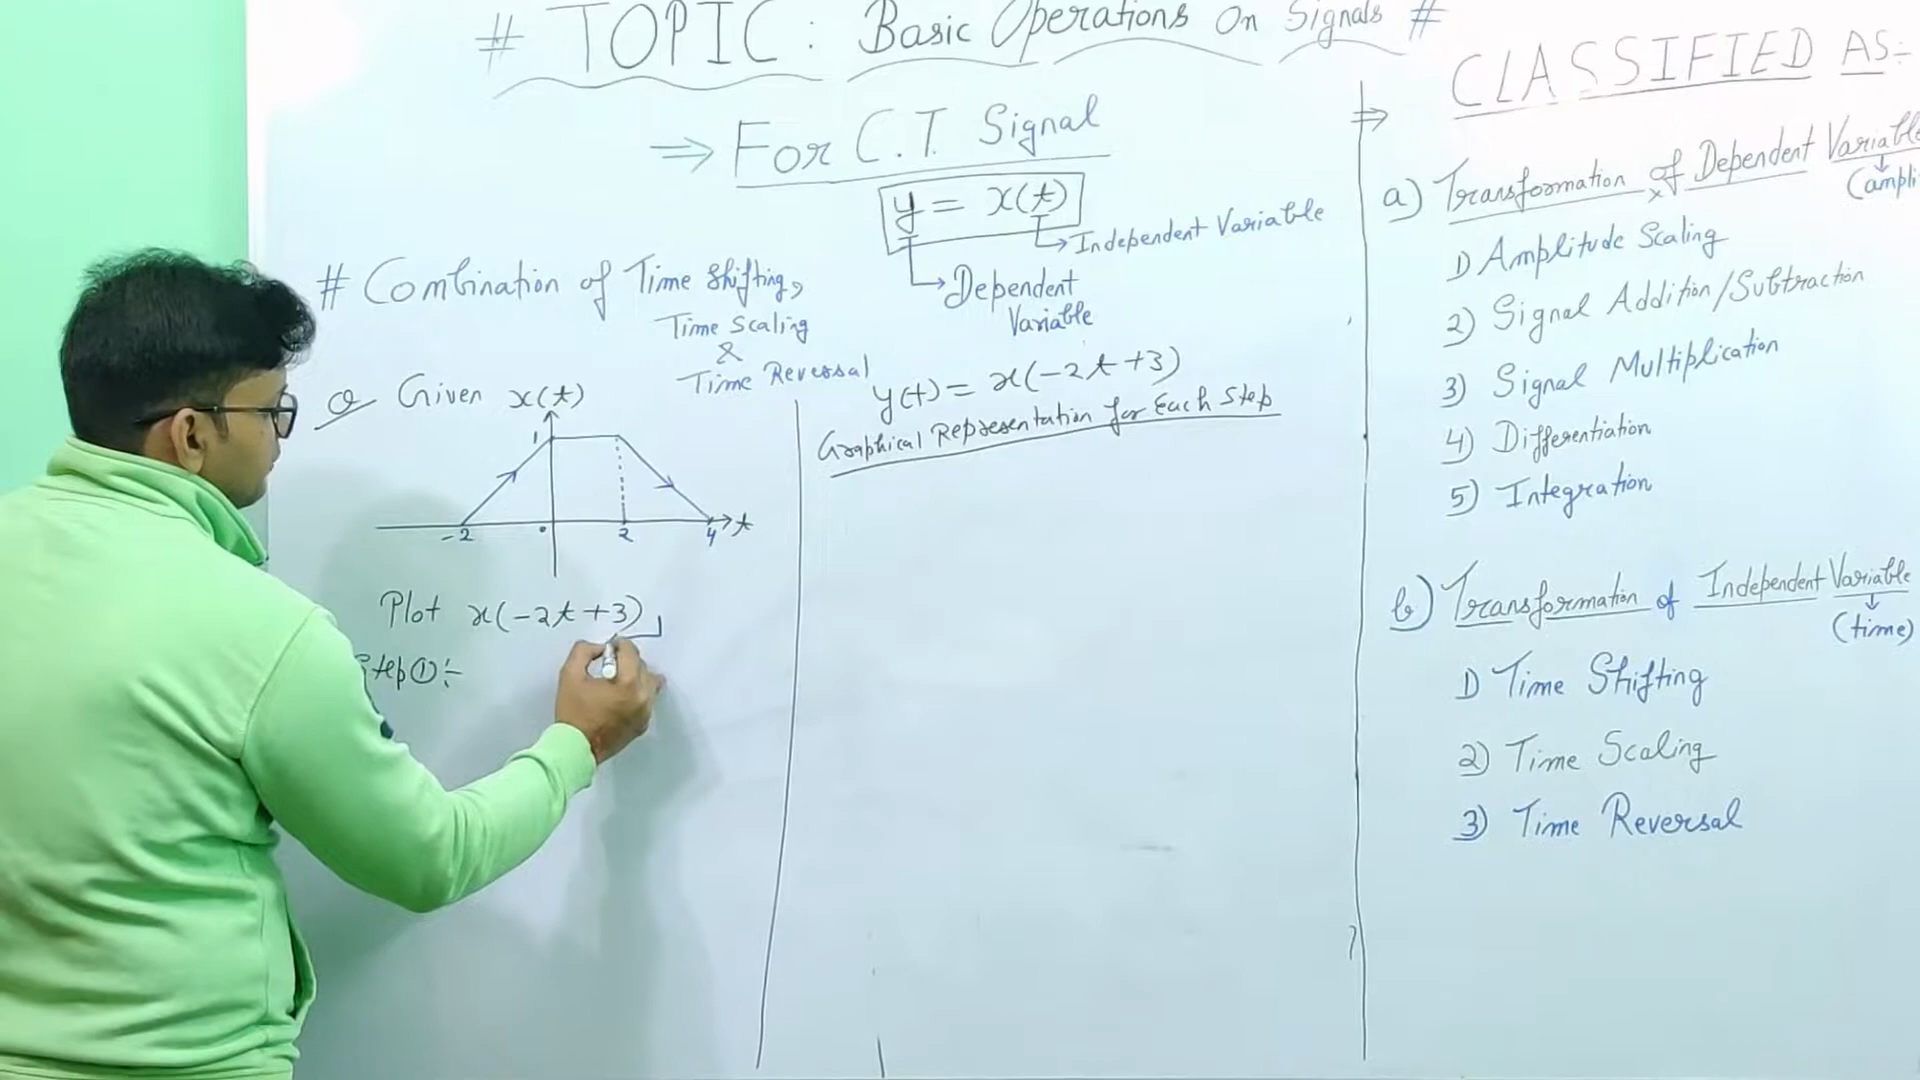 # TOPIC : Basic Operations On Signals #
⇒ For C.T. Signal
y = x(t)
→ Independent Variable
→ Dependent
Variable
# Combination of Time Shifting,
Time Scaling
&
Time Reversal
Q Given x(t)
1
-2 0 2 4 t
Plot x(-2t+3)
Step ① :-
y(t) = x(-2t+3)
Graphical Representation for Each Step
⇒ CLASSIFIED AS :-
a) Transformation of Dependent Variable
(ampli
1) Amplitude Scaling
2) Signal Addition/Subtraction
3) Signal Multiplication
4) Differentiation
5) Integration
b) Transformation of Independent Variable
(time)
1) Time Shifting
2) Time Scaling
3) Time Reversal